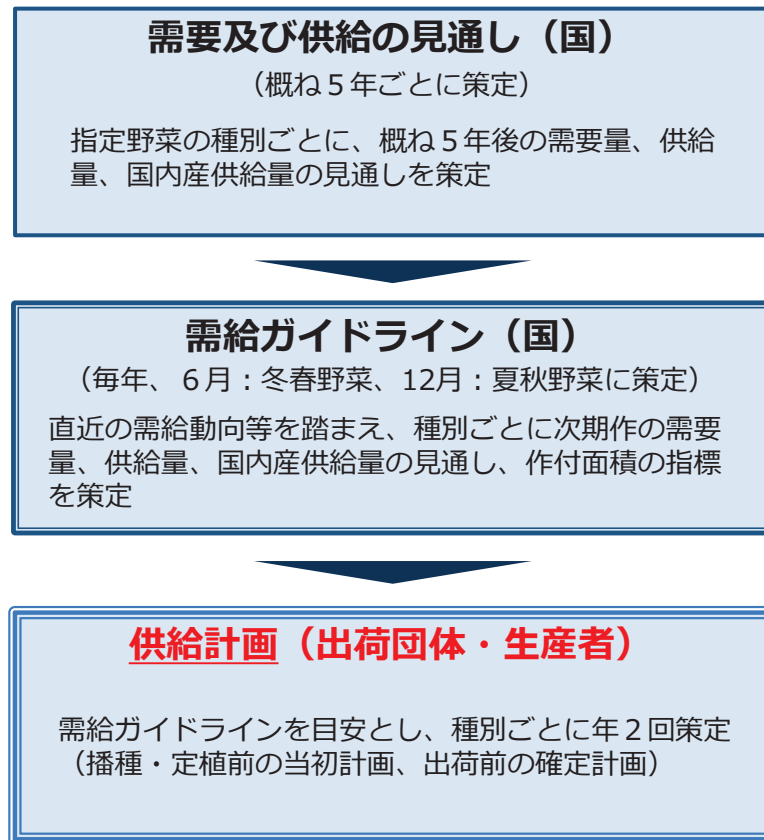 需要及び供給の見通し（国）
（概ね５年ごとに策定）
指定野菜の種別ごとに、概ね５年後の需要量、供給
量、国内産供給量の見通しを策定
需給ガイドライン（国）
（毎年、６月：冬春野菜、12月：夏秋野菜に策定）
直近の需給動向等を踏まえ、種別ごとに次期作の需要
量、供給量、国内産供給量の見通し、作付面積の指標
を策定
供給計画（出荷団体・生産者）
需給ガイドラインを目安とし、種別ごとに年２回策定
（播種・定植前の当初計画、出荷前の確定計画）